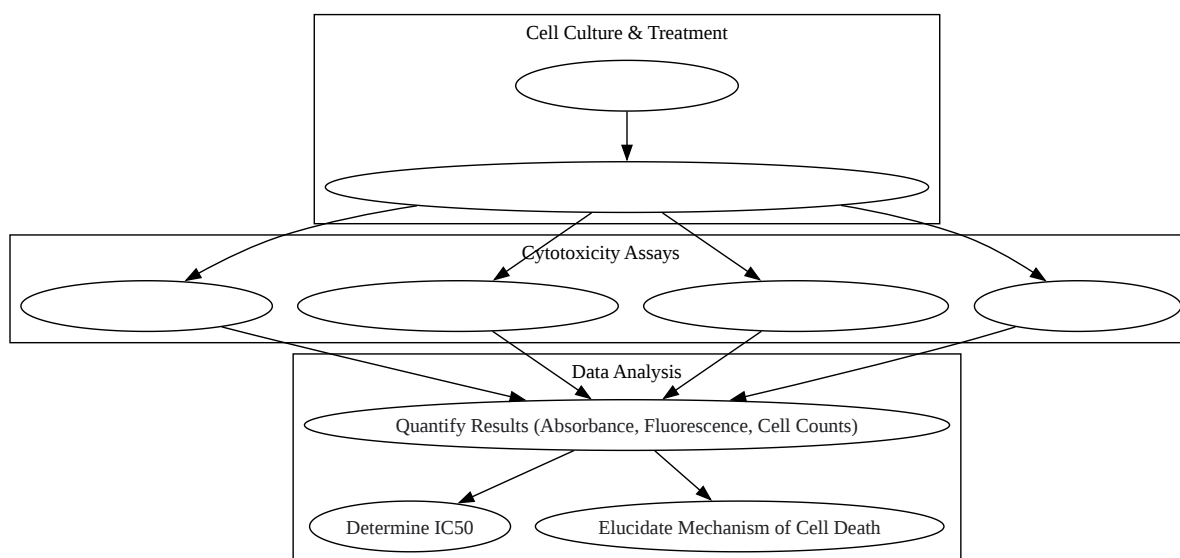 Cell Culture & Treatment
Cytotoxicity Assays
Data Analysis
Quantify Results (Absorbance, Fluorescence, Cell Counts)
Determine IC50
Elucidate Mechanism of Cell Death